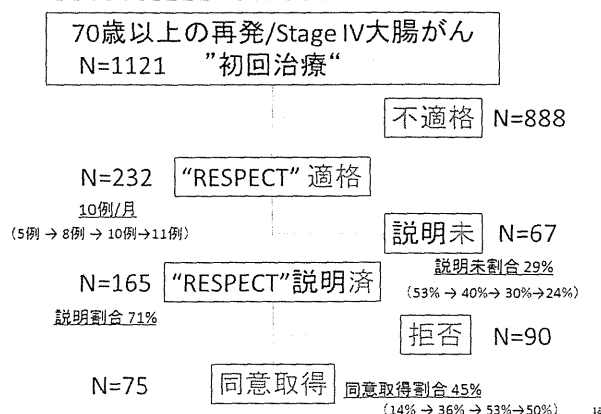 70歳以上の再発/Stage IV大腸がん
N=1121 ”初回治療“
不適格 N=888
N=232 “RESPECT” 適格
10例/月
（5例 → 8例 → 10例→11例）
説明未 N=67
説明未割合 29%
（53% → 40%→ 30%→24%）
N=165 “RESPECT”説明済
説明割合 71%
拒否 N=90
N=75 同意取得 同意取得割合 45%
（14% → 36% → 53%→50%）